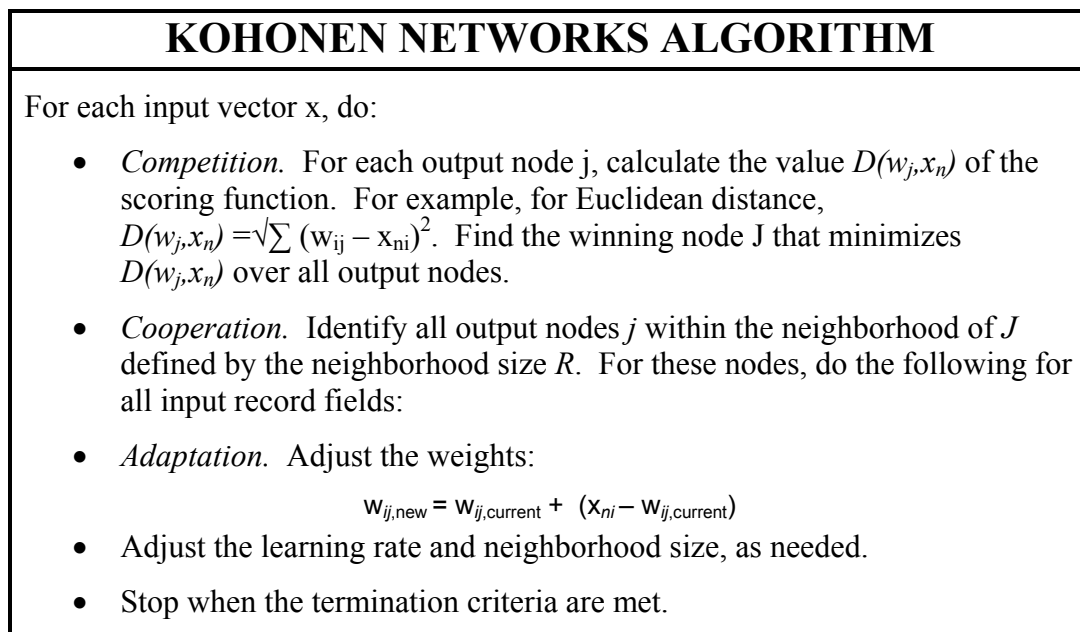 KOHONEN NETWORKS ALGORITHM
For each input vector x, do:
• Competition. For each output node j, calculate the value D(wⱼ,xₙ) of the
scoring function. For example, for Euclidean distance,
D(wⱼ,xₙ) =√∑ (wᵢⱼ – xₙᵢ)². Find the winning node J that minimizes
D(wⱼ,xₙ) over all output nodes.
• Cooperation. Identify all output nodes j within the neighborhood of J
defined by the neighborhood size R. For these nodes, do the following for
all input record fields:
• Adaptation. Adjust the weights:
wᵢⱼ,new = wᵢⱼ,current + (xₙᵢ – wᵢⱼ,current)
• Adjust the learning rate and neighborhood size, as needed.
• Stop when the termination criteria are met.